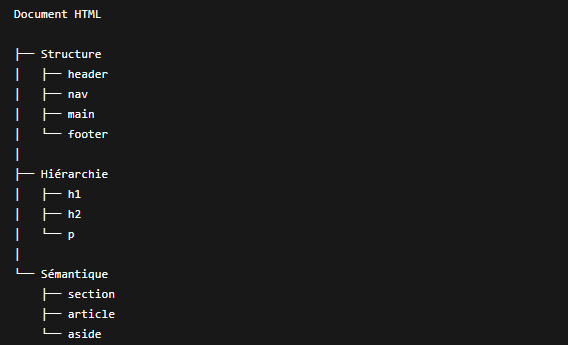 Document HTML
├── Structure
│   ├── header
│   ├── nav
│   ├── main
│   └── footer
│
├── Hiérarchie
│   ├── h1
│   ├── h2
│   └── p
│
└── Sémantique
    ├── section
    ├── article
    └── aside